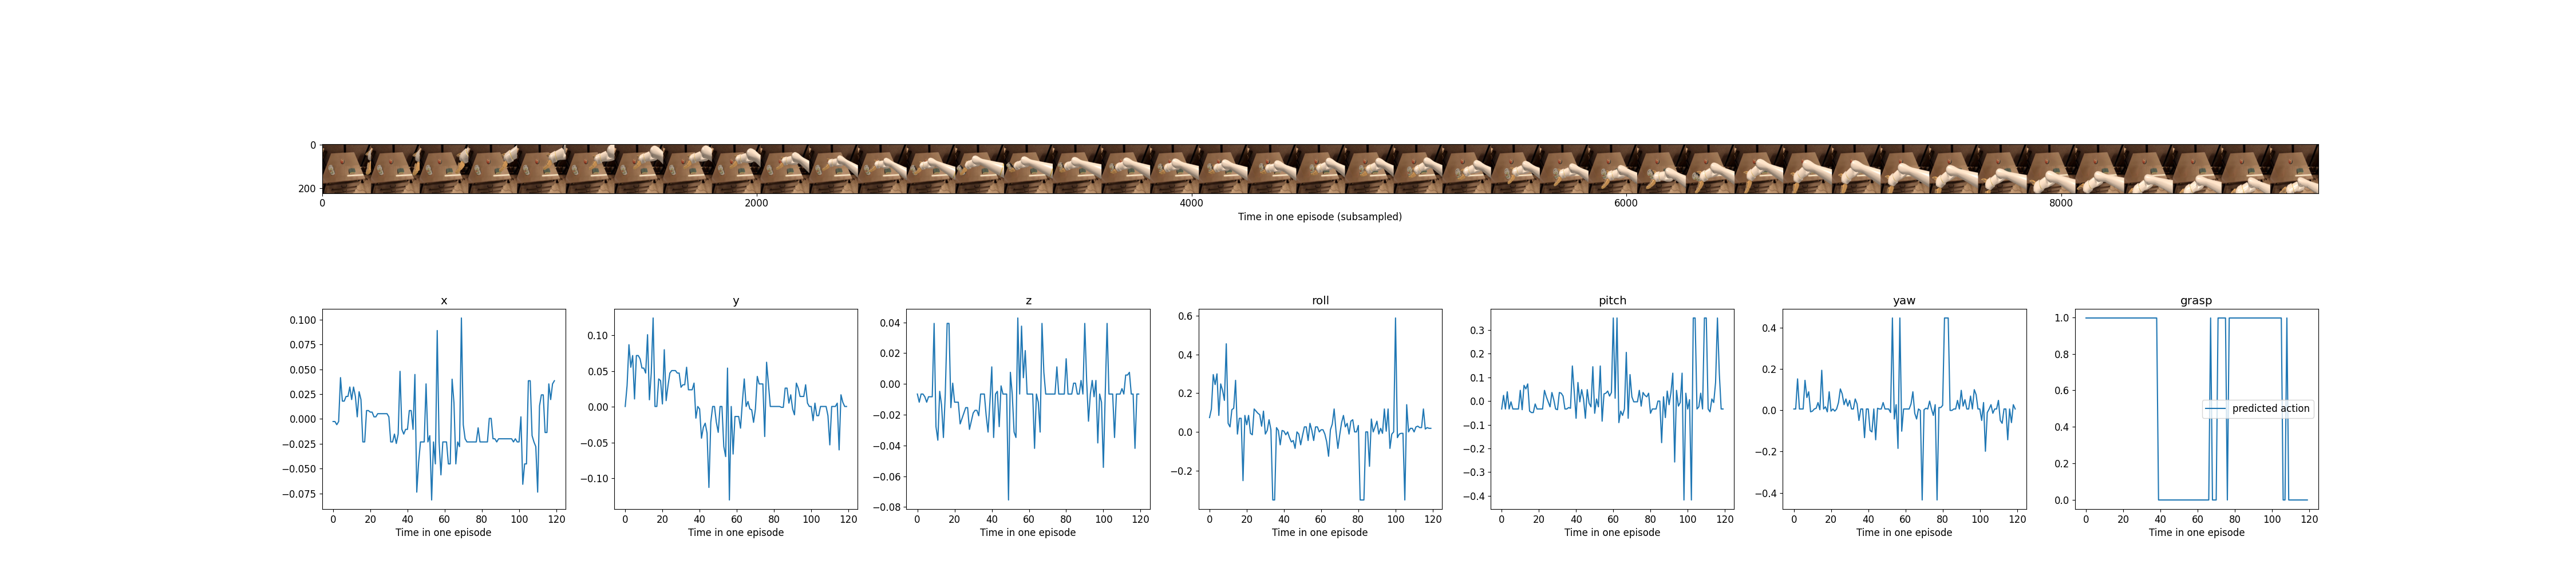 0
200
0 2000 4000 6000 8000
Time in one episode (subsampled)
x
0.100
0.075
0.050
0.025
0.000
−0.025
−0.050
−0.075
0 20 40 60 80 100 120
Time in one episode
y
0.10
0.05
0.00
−0.05
−0.10
0 20 40 60 80 100 120
Time in one episode
z
0.04
0.02
0.00
−0.02
−0.04
−0.06
−0.08
0 20 40 60 80 100 120
Time in one episode
roll
0.6
0.4
0.2
0.0
−0.2
0 20 40 60 80 100 120
Time in one episode
pitch
0.3
0.2
0.1
0.0
−0.1
−0.2
−0.3
−0.4
0 20 40 60 80 100 120
Time in one episode
yaw
0.4
0.2
0.0
−0.2
−0.4
0 20 40 60 80 100 120
Time in one episode
grasp
1.0
0.8
0.6
0.4
0.2
0.0
predicted action
0 20 40 60 80 100 120
Time in one episode